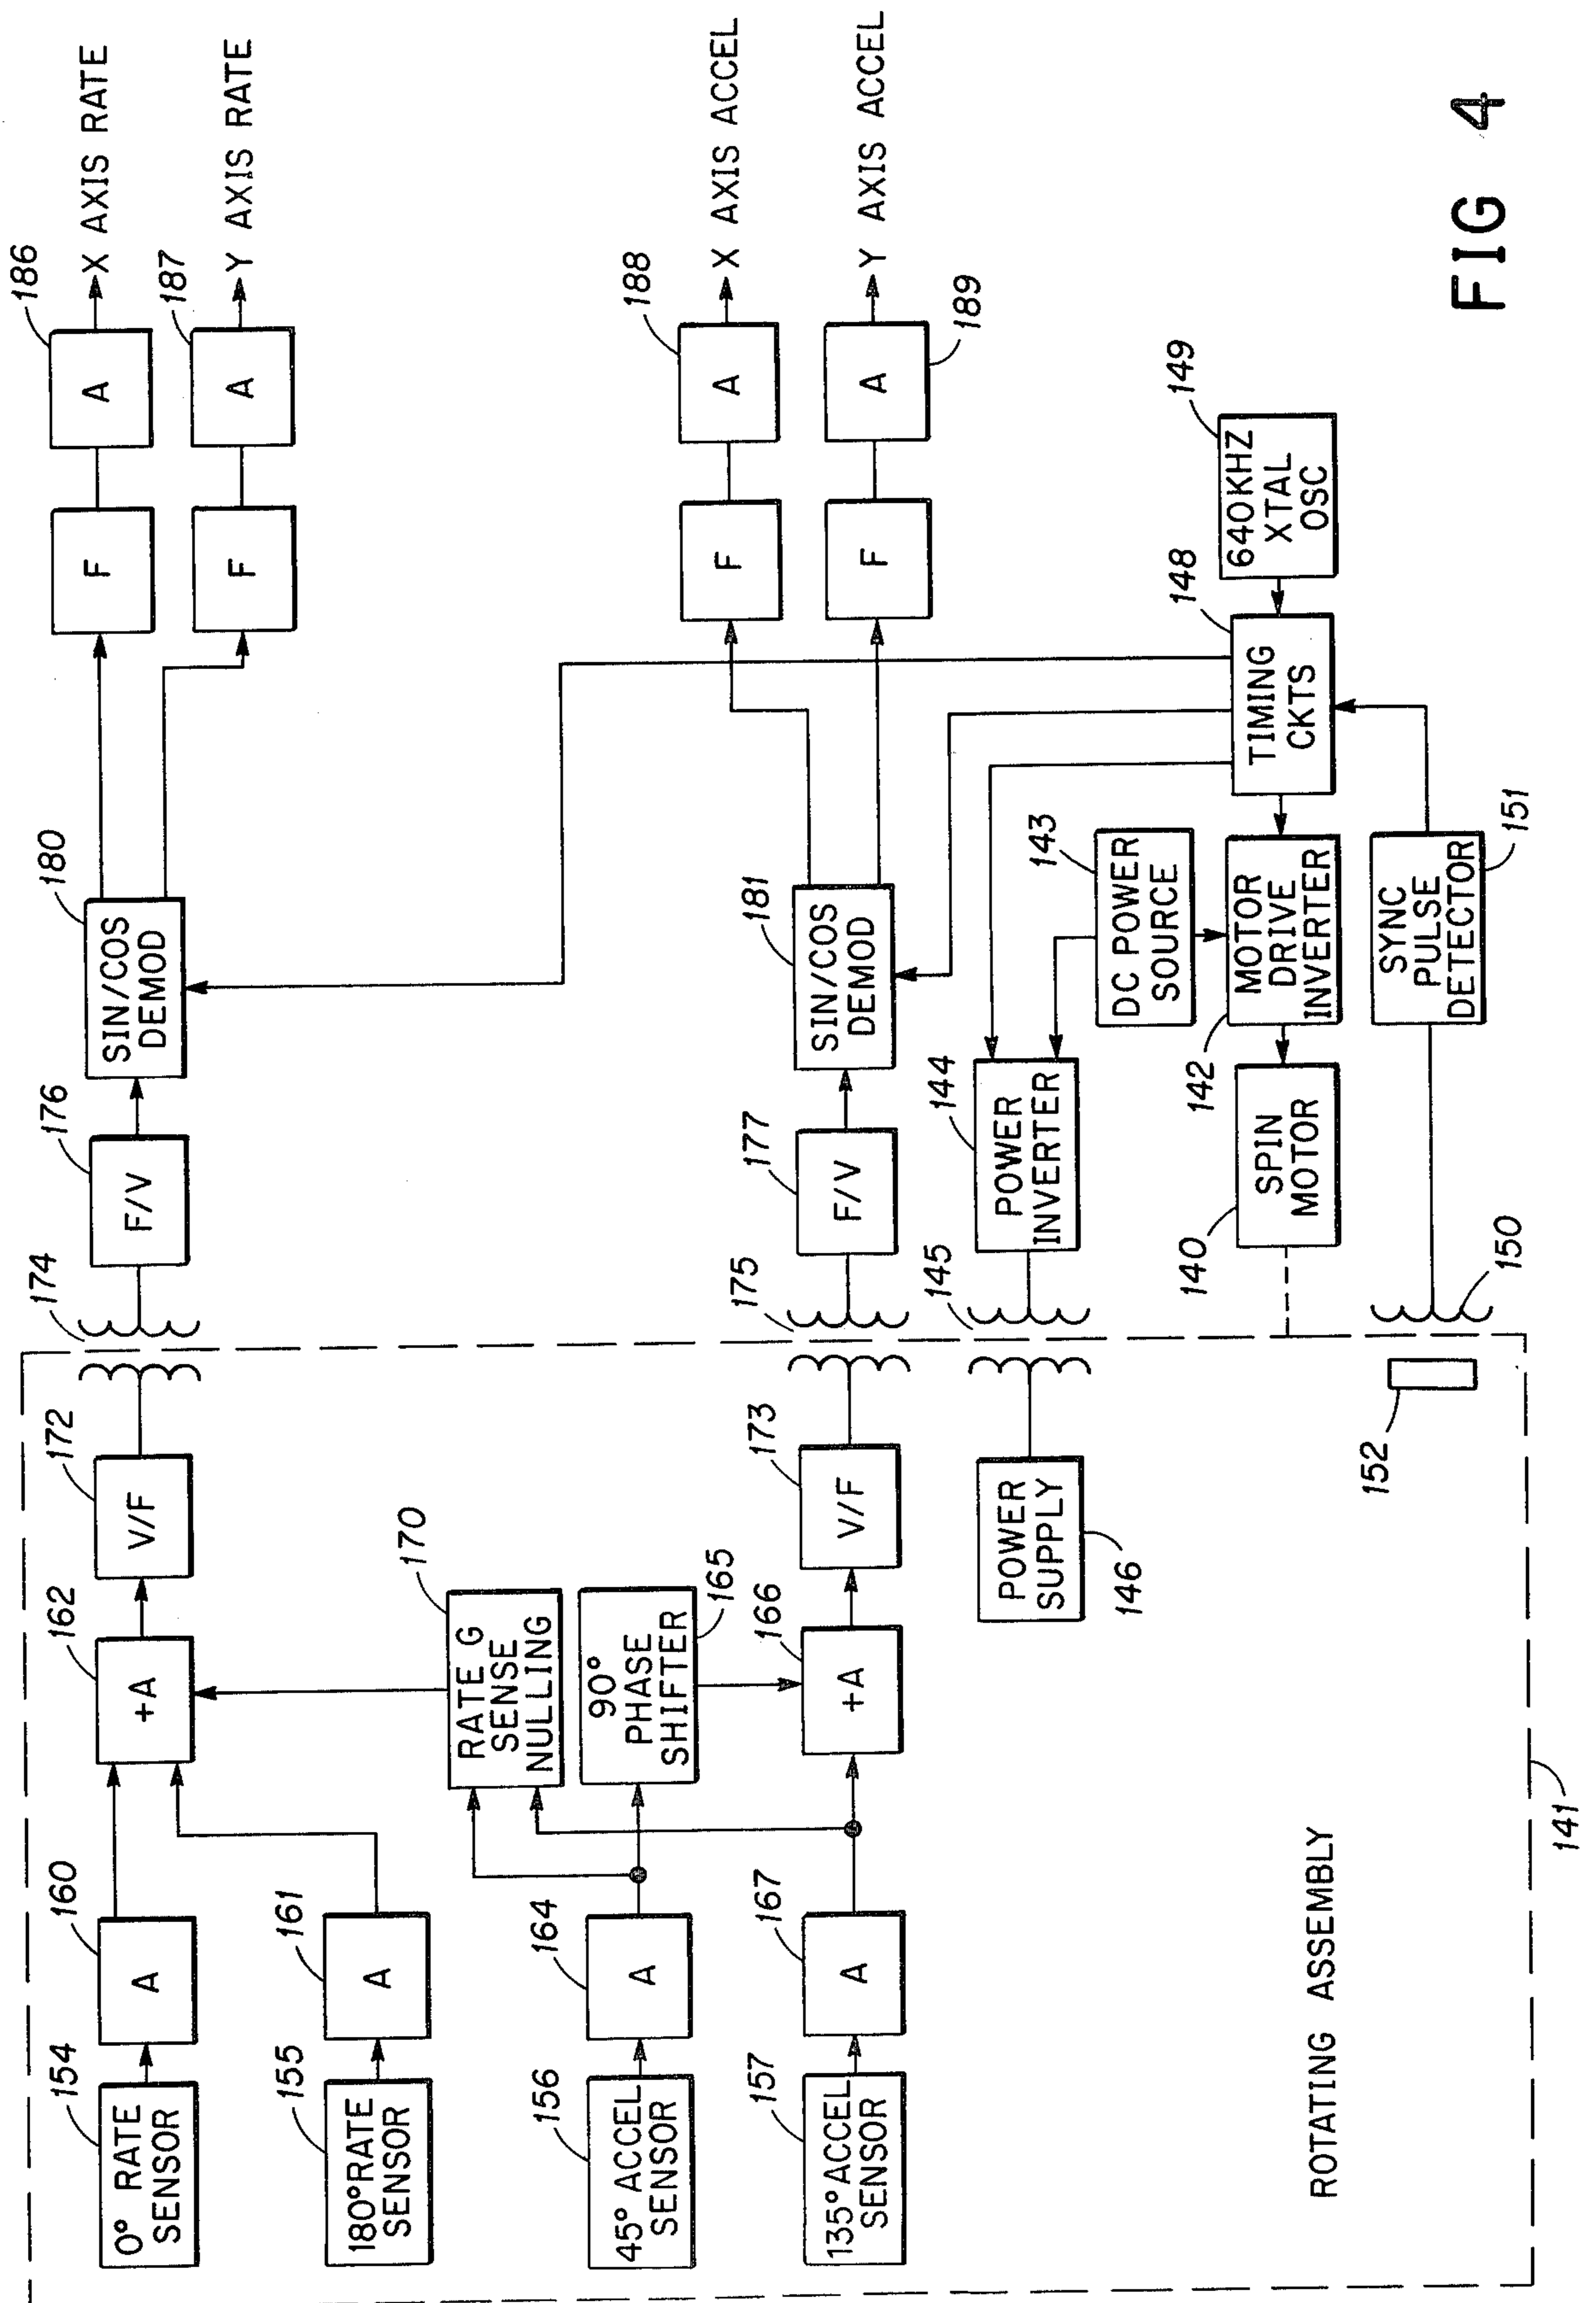 186
A
X AXIS RATE
187
A
Y AXIS RATE
F
F
180
SIN/COS
DEMOD
176
F/V
174
172
V/F
162
+A
160
A
154
0° RATE
SENSOR
161
A
155
180° RATE
SENSOR
170
RATE G
SENSE
NULLING
165
90°
PHASE
SHIFTER
164
A
156
45° ACCEL
SENSOR
166
+A
167
A
157
135° ACCEL
SENSOR
173
V/F
175
177
F/V
181
SIN/COS
DEMOD
F
188
A
X AXIS ACCEL
F
A
189
Y AXIS ACCEL
POWER
SUPPLY
146
145
144
POWER
INVERTER
143
DC POWER
SOURCE
142
MOTOR
DRIVE
INVERTER
140
SPIN
MOTOR
148
TIMING
CKTS
149
640KHZ
XTAL
OSC
151
SYNC
PULSE
DETECTOR
150
152
ROTATING ASSEMBLY
141
FIG 4